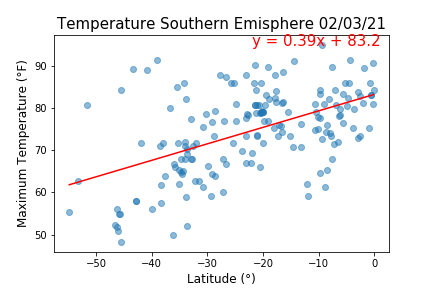 Temperature Southern Emisphere 02/03/21
y = 0.39x + 83.2
Maximum Temperature (°F)
90
80
70
60
50
−50
−40
−30
−20
−10
0
Latitude (°)